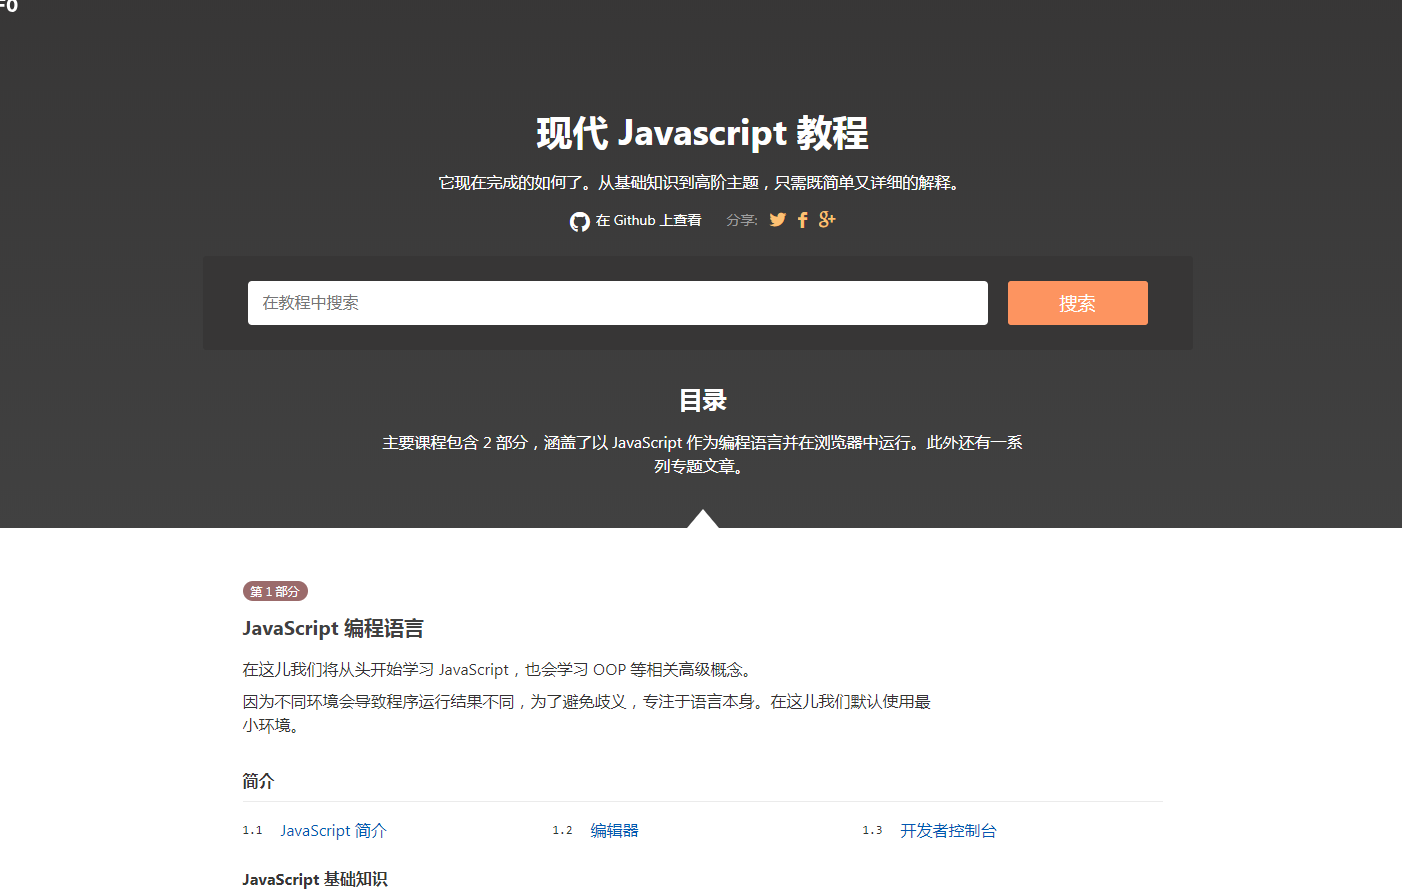 现代 Javascript 教程
它现在完成的如何了。从基础知识到高阶主题，只需既简单又详细的解释。
在 Github 上查看 分享:
在教程中搜索 搜索
目录
主要课程包含 2 部分，涵盖了以 JavaScript 作为编程语言并在浏览器中运行。此外还有一系
列专题文章。
第 1 部分
JavaScript 编程语言
在这儿我们将从头开始学习 JavaScript，也会学习 OOP 等相关高级概念。
因为不同环境会导致程序运行结果不同，为了避免歧义，专注于语言本身。在这儿我们默认使用最
小环境。
简介
1.1 JavaScript 简介 1.2 编辑器 1.3 开发者控制台
JavaScript 基础知识